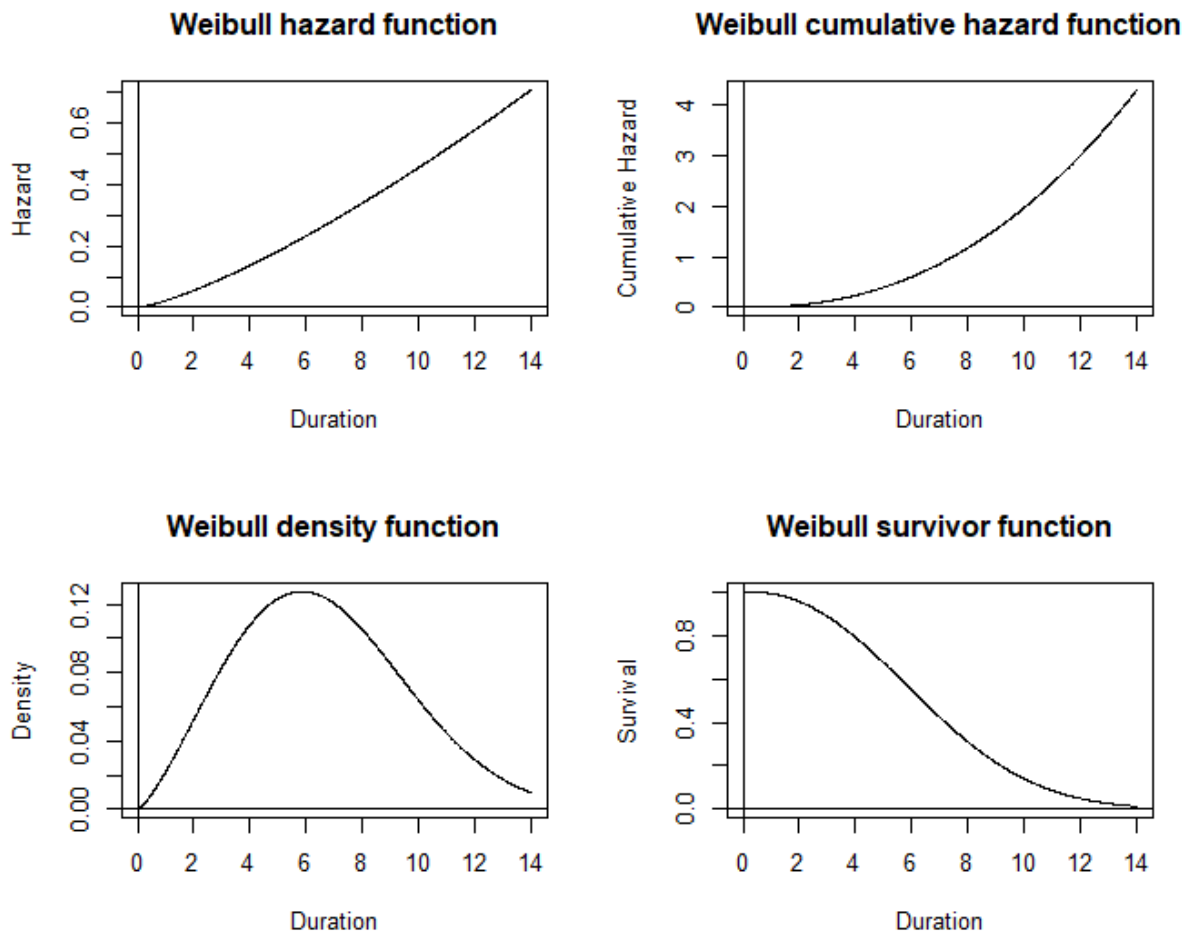 Weibull hazard function
Hazard
0.0 0.2 0.4 0.6
0 2 4 6 8 10 12 14
Duration
Weibull cumulative hazard function
Cumulative Hazard
0 1 2 3 4
0 2 4 6 8 10 12 14
Duration
Weibull density function
Density
0.00 0.04 0.08 0.12
0 2 4 6 8 10 12 14
Duration
Weibull survivor function
Survival
0.0 0.4 0.8
0 2 4 6 8 10 12 14
Duration